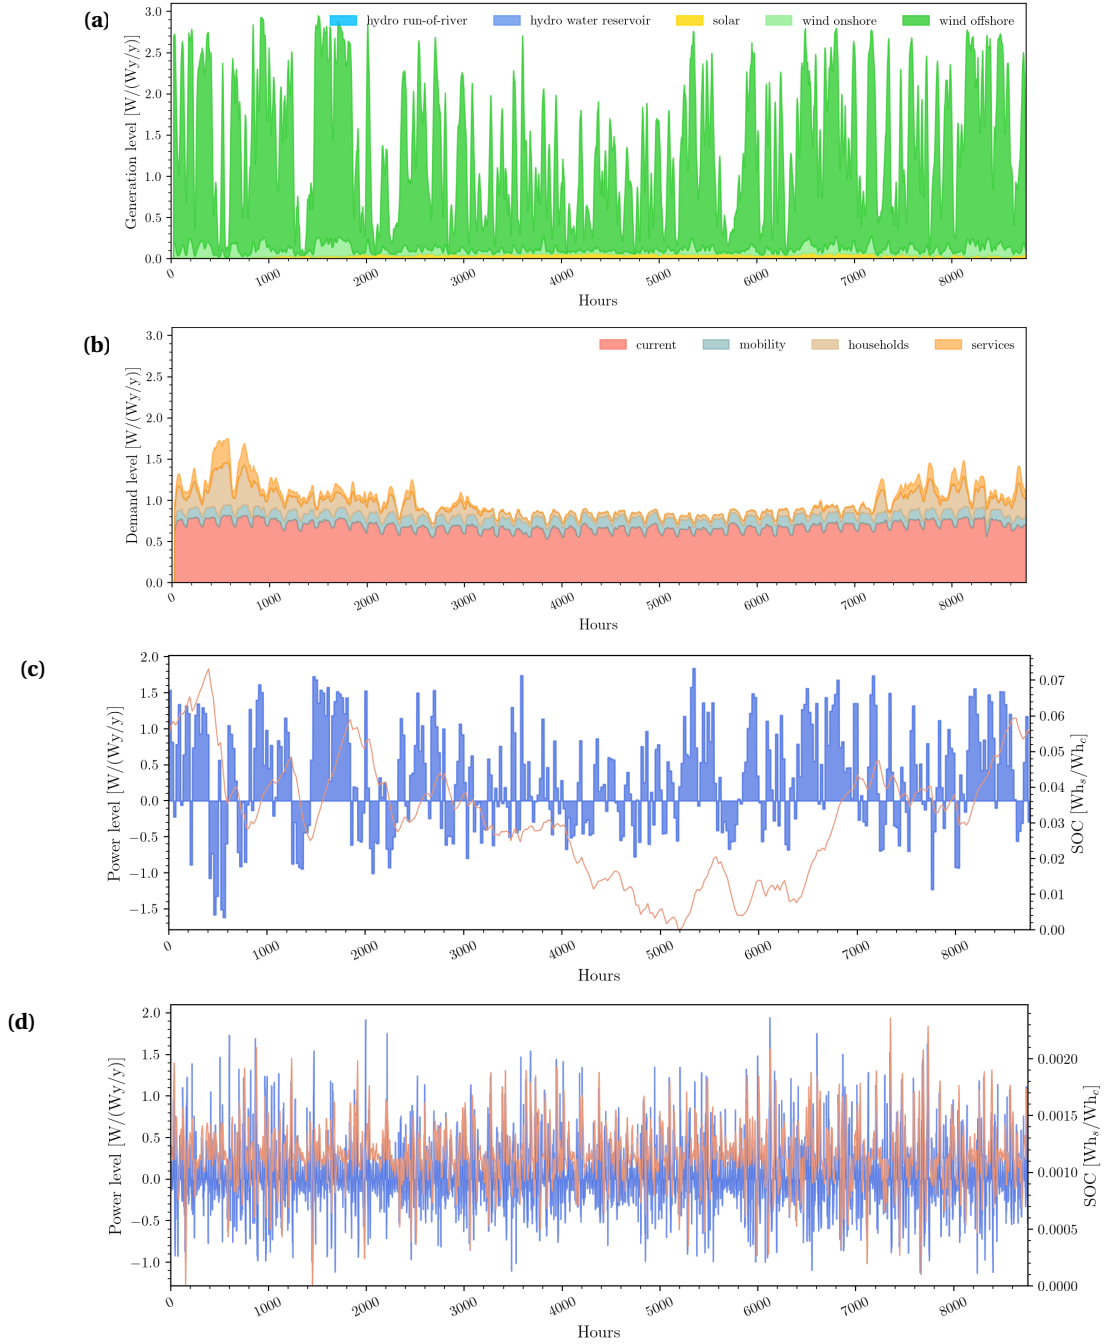 (a)
hydro run-of-river hydro water reservoir solar wind onshore wind offshore
Generation level [W/(Wy/y)]
3.0
2.5
2.0
1.5
1.0
0.5
0.0
0 1000 2000 3000 4000 5000 6000 7000 8000
Hours
(b)
current mobility households services
Demand level [W/(Wy/y)]
3.0
2.5
2.0
1.5
1.0
0.5
0.0
0 1000 2000 3000 4000 5000 6000 7000 8000
Hours
(c)
Power level [W/(Wy/y)]
2.0
1.5
1.0
0.5
0.0
−0.5
−1.0
−1.5
0.07
0.06
0.05
0.04
0.03
0.02
0.01
0.00
SOC [Whₛ/Wh꜀]
0 1000 2000 3000 4000 5000 6000 7000 8000
Hours
(d)
Power level [W/(Wy/y)]
2.0
1.5
1.0
0.5
0.0
−0.5
−1.0
0.0020
0.0015
0.0010
0.0005
0.0000
SOC [Whₛ/Wh꜀]
0 1000 2000 3000 4000 5000 6000 7000 8000
Hours